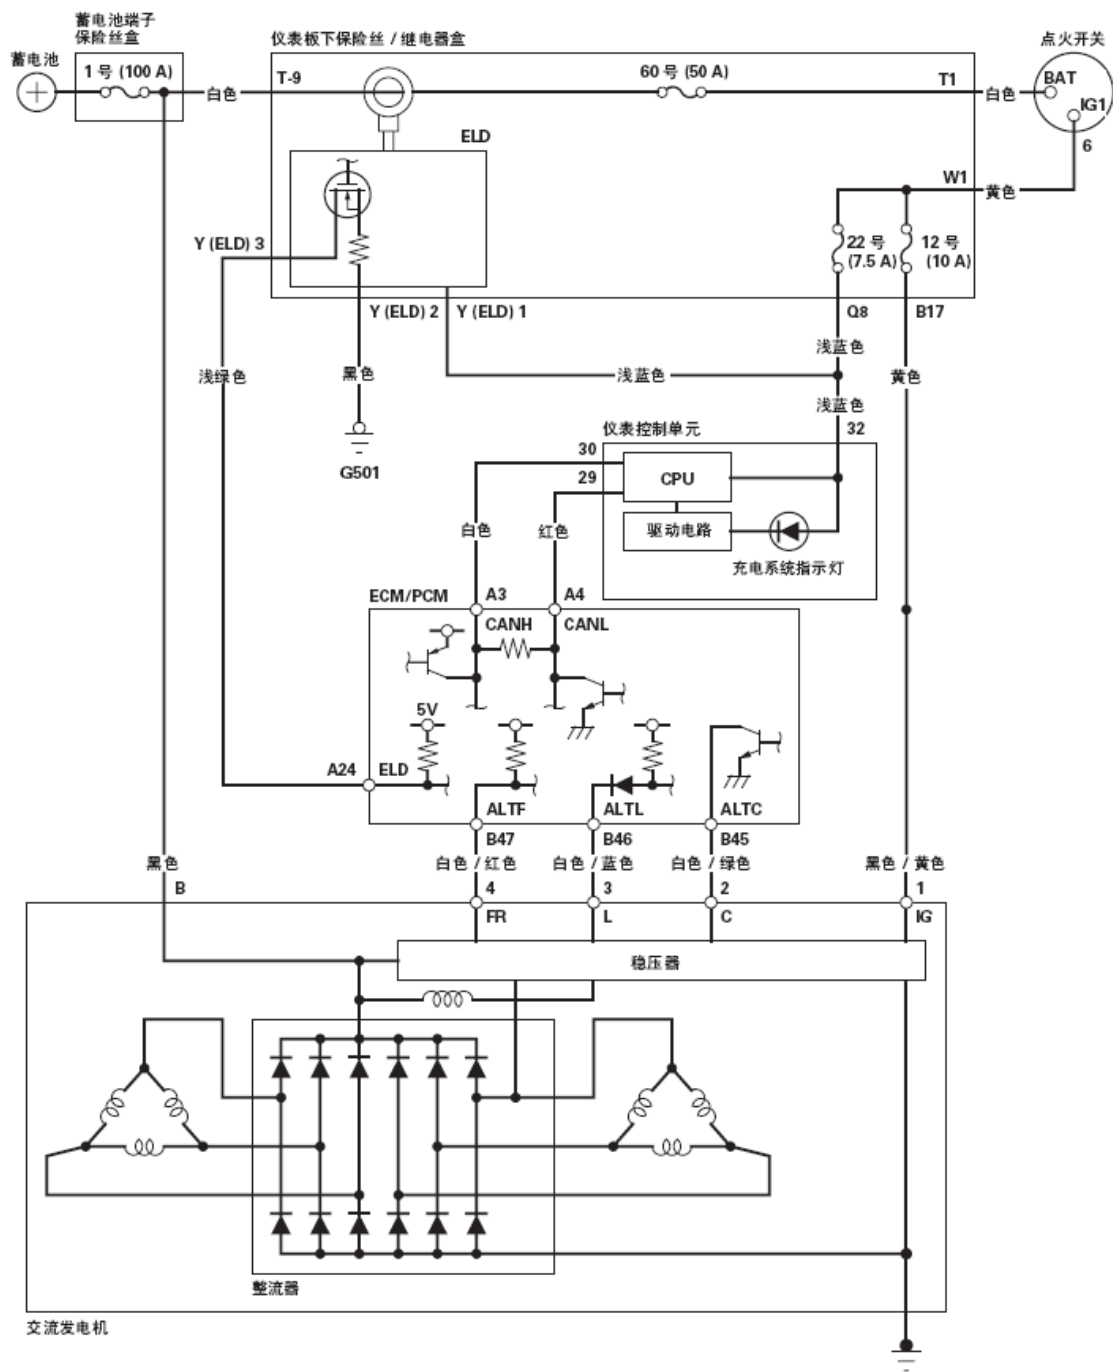 蓄电池端子
保险丝盒
蓄电池
1 号 (100 A)
仪表板下保险丝 / 继电器盒
点火开关
T-9
60 号 (50 A)
T1
BAT
白色
白色
IG1
6
ELD
W1
黄色
Y (ELD) 3
22 号
(7.5 A)
12 号
(10 A)
Y (ELD) 2
Y (ELD) 1
Q8
B17
浅蓝色
浅绿色
黑色
浅蓝色
黄色
浅蓝色
仪表控制单元
32
30
29
G501
CPU
白色
红色
驱动电路
充电系统指示灯
ECM/PCM
A3
A4
CANH
CANL
5V
A24
ELD
ALTF
ALTL
ALTC
B47
B46
B45
黑色
白色 / 红色
白色 / 蓝色
白色 / 绿色
黑色 / 黄色
B
4
3
2
1
FR
L
C
IG
稳压器
整流器
交流发电机